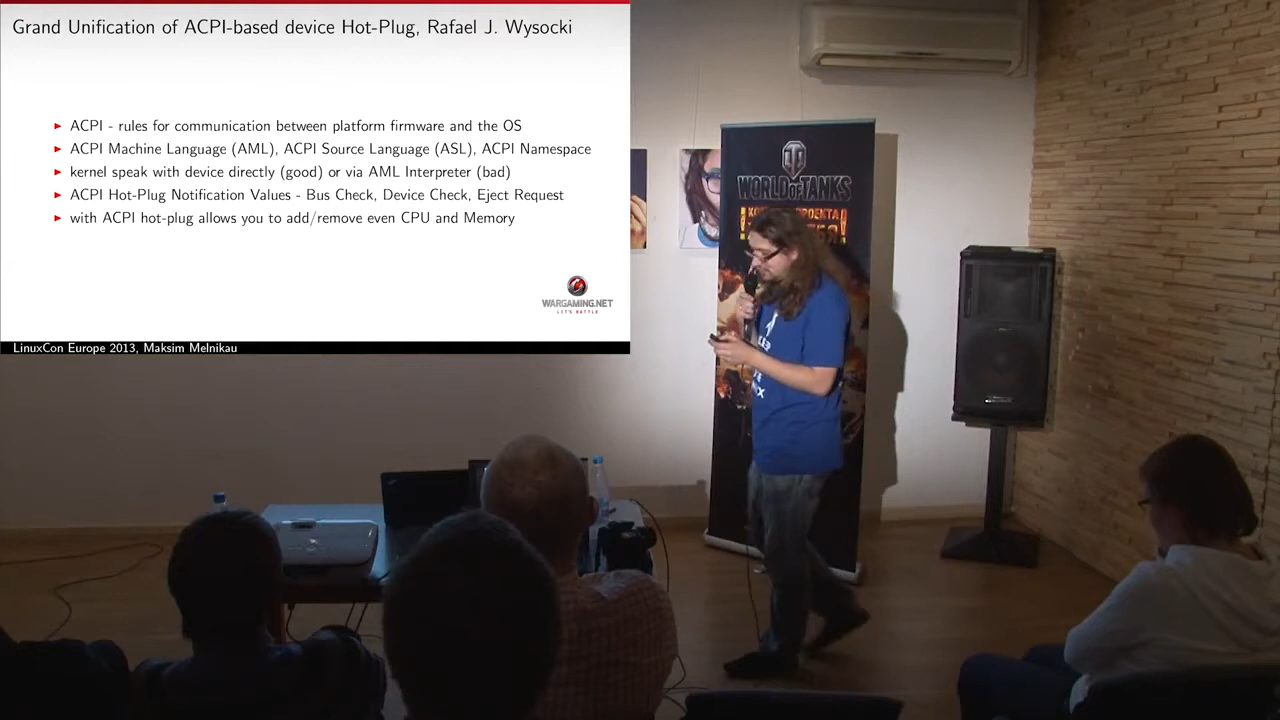 Grand Unification of ACPI-based device Hot-Plug, Rafael J. Wysocki
ACPI - rules for communication between platform firmware and the OS
ACPI Machine Language (AML), ACPI Source Language (ASL), ACPI Namespace
kernel speak with device directly (good) or via AML Interpreter (bad)
ACPI Hot-Plug Notification Values - Bus Check, Device Check, Eject Request
with ACPI hot-plug allows you to add/remove even CPU and Memory
WARGAMING.NET
LET'S BATTLE
LinuxCon Europe 2013, Maksim Melnikau
WORLD OF TANKS